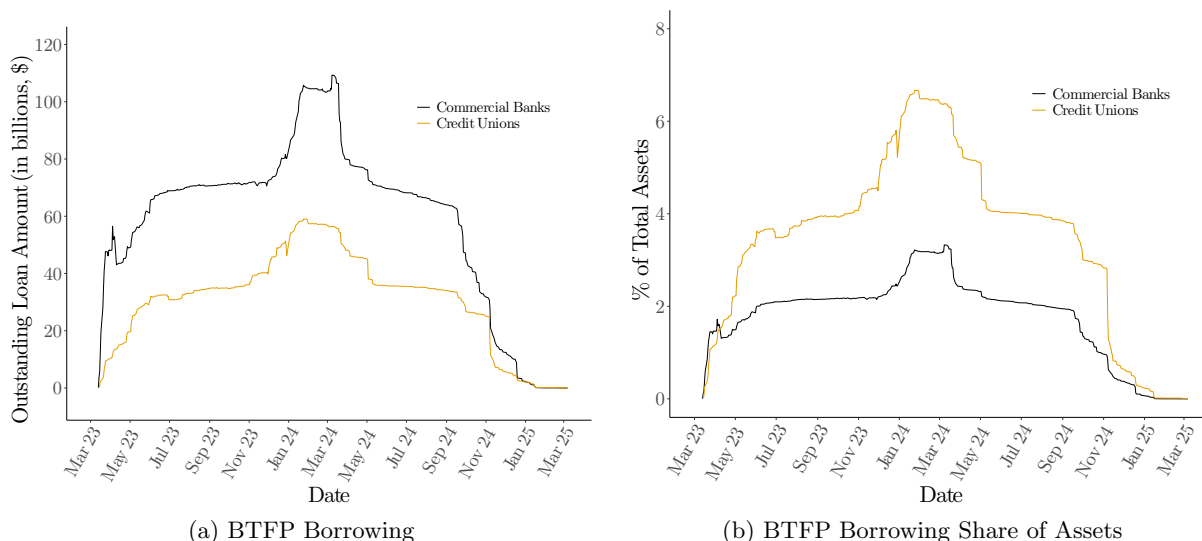 Outstanding Loan Amount (in billions, $)
120
100
80
60
40
20
0
Commercial Banks
Credit Unions
Mar 23
May 23
Jul 23
Sep 23
Nov 23
Jan 24
Mar 24
May 24
Jul 24
Sep 24
Nov 24
Jan 25
Mar 25
Date
(a) BTFP Borrowing
% of Total Assets
8
6
4
2
0
Commercial Banks
Credit Unions
Mar 23
May 23
Jul 23
Sep 23
Nov 23
Jan 24
Mar 24
May 24
Jul 24
Sep 24
Nov 24
Jan 25
Mar 25
Date
(b) BTFP Borrowing Share of Assets